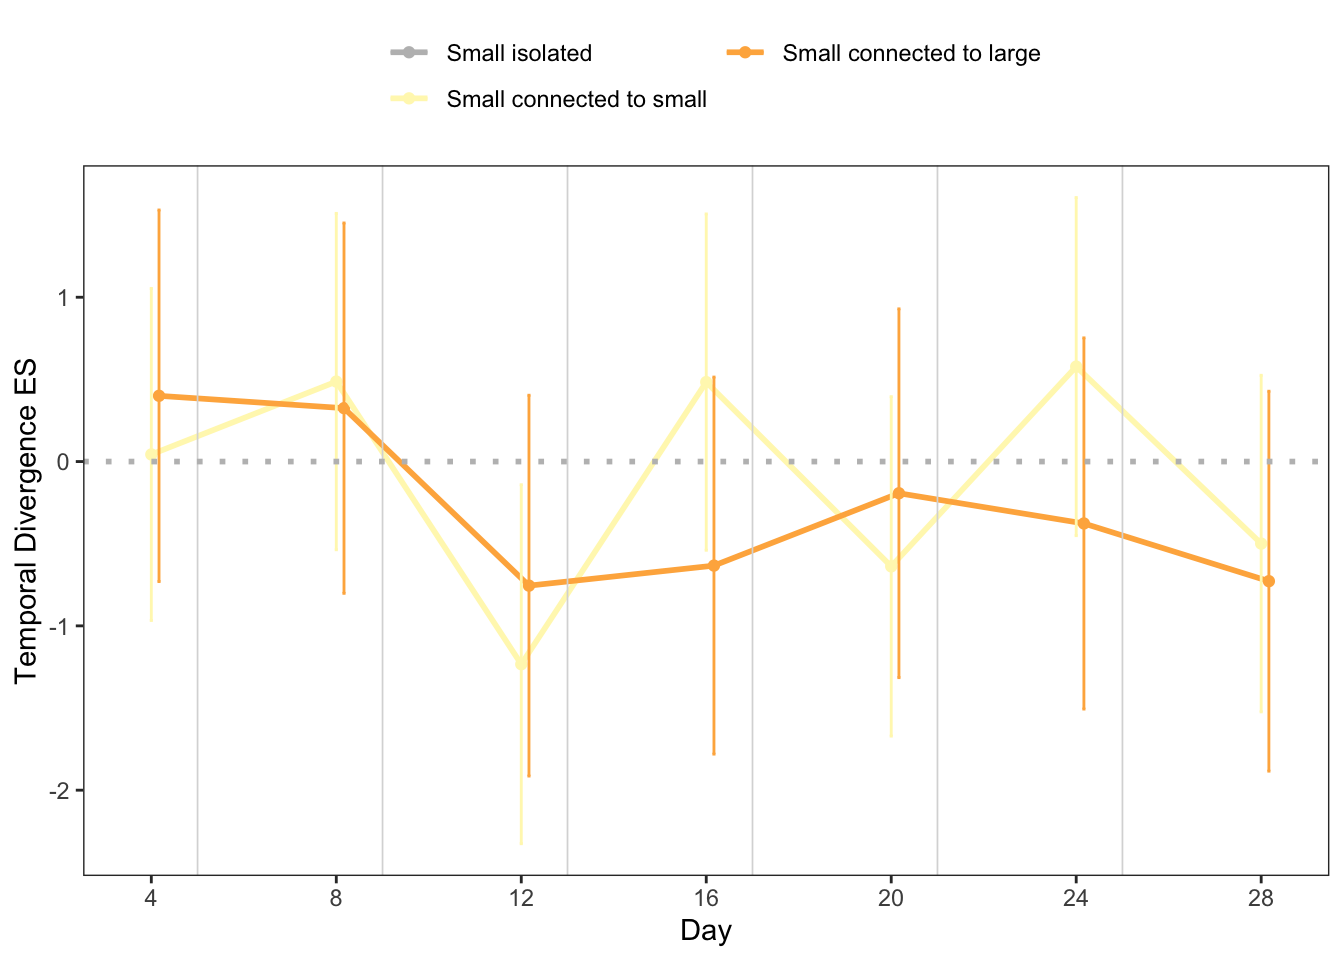 Small isolated
Small connected to large
Small connected to small
Temporal Divergence ES
1
0
-1
-2
4 8 12 16 20 24 28
Day